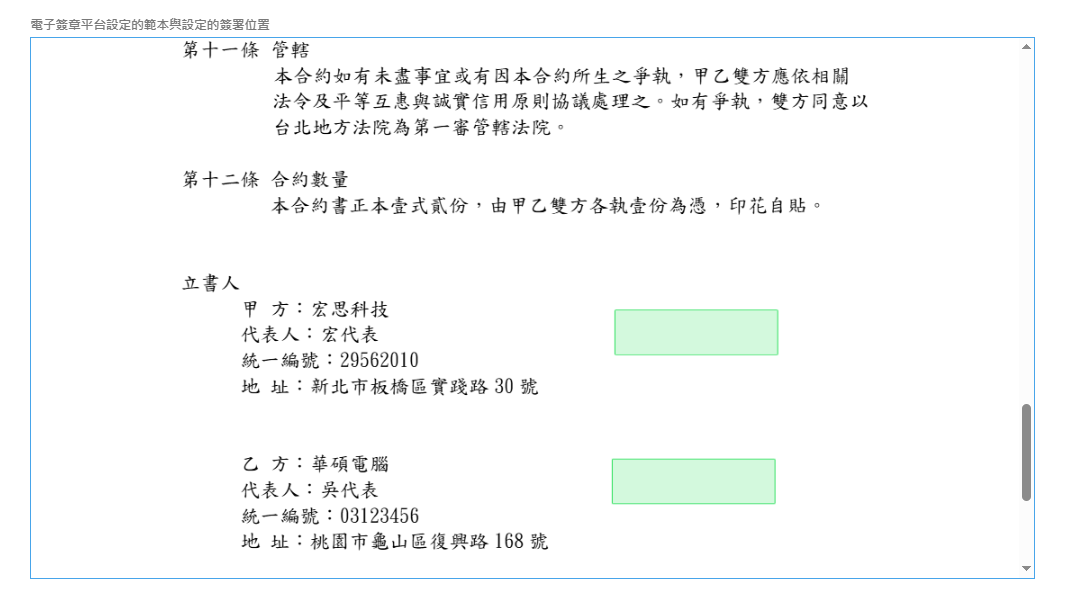 電子簽章平台設定的範本與設定的簽署位置
第十一條 管轄
本合約如有未盡事宜或有因本合約所生之爭執，甲乙雙方應依相關
法令及平等互惠與誠實信用原則協議處理之。如有爭執，雙方同意以
台北地方法院為第一審管轄法院。
第十二條 合約數量
本合約書正本壹式貳份，由甲乙雙方各執壹份為憑，印花自貼。
立書人
甲 方：宏思科技
代表人：宏代表
統一編號：29562010
地 址：新北市板橋區實踐路 30 號
乙 方：華碩電腦
代表人：吳代表
統一編號：03123456
地 址：桃園市龜山區復興路 168 號